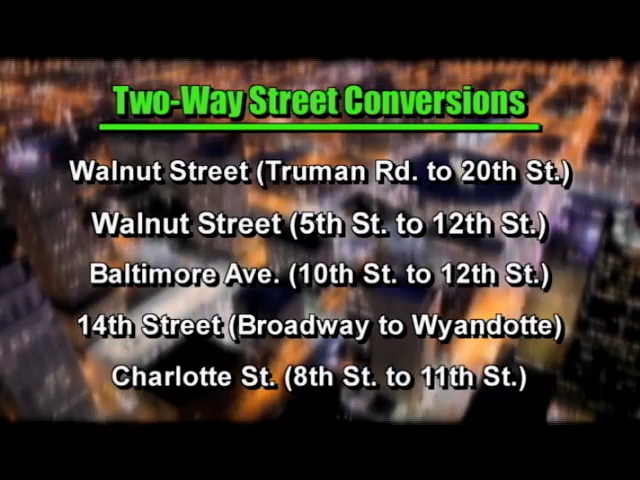 Two-Way Street Conversions
Walnut Street (Truman Rd. to 20th St.)
Walnut Street (5th St. to 12th St.)
Baltimore Ave. (10th St. to 12th St.)
14th Street (Broadway to Wyandotte)
Charlotte St. (8th St. to 11th St.)